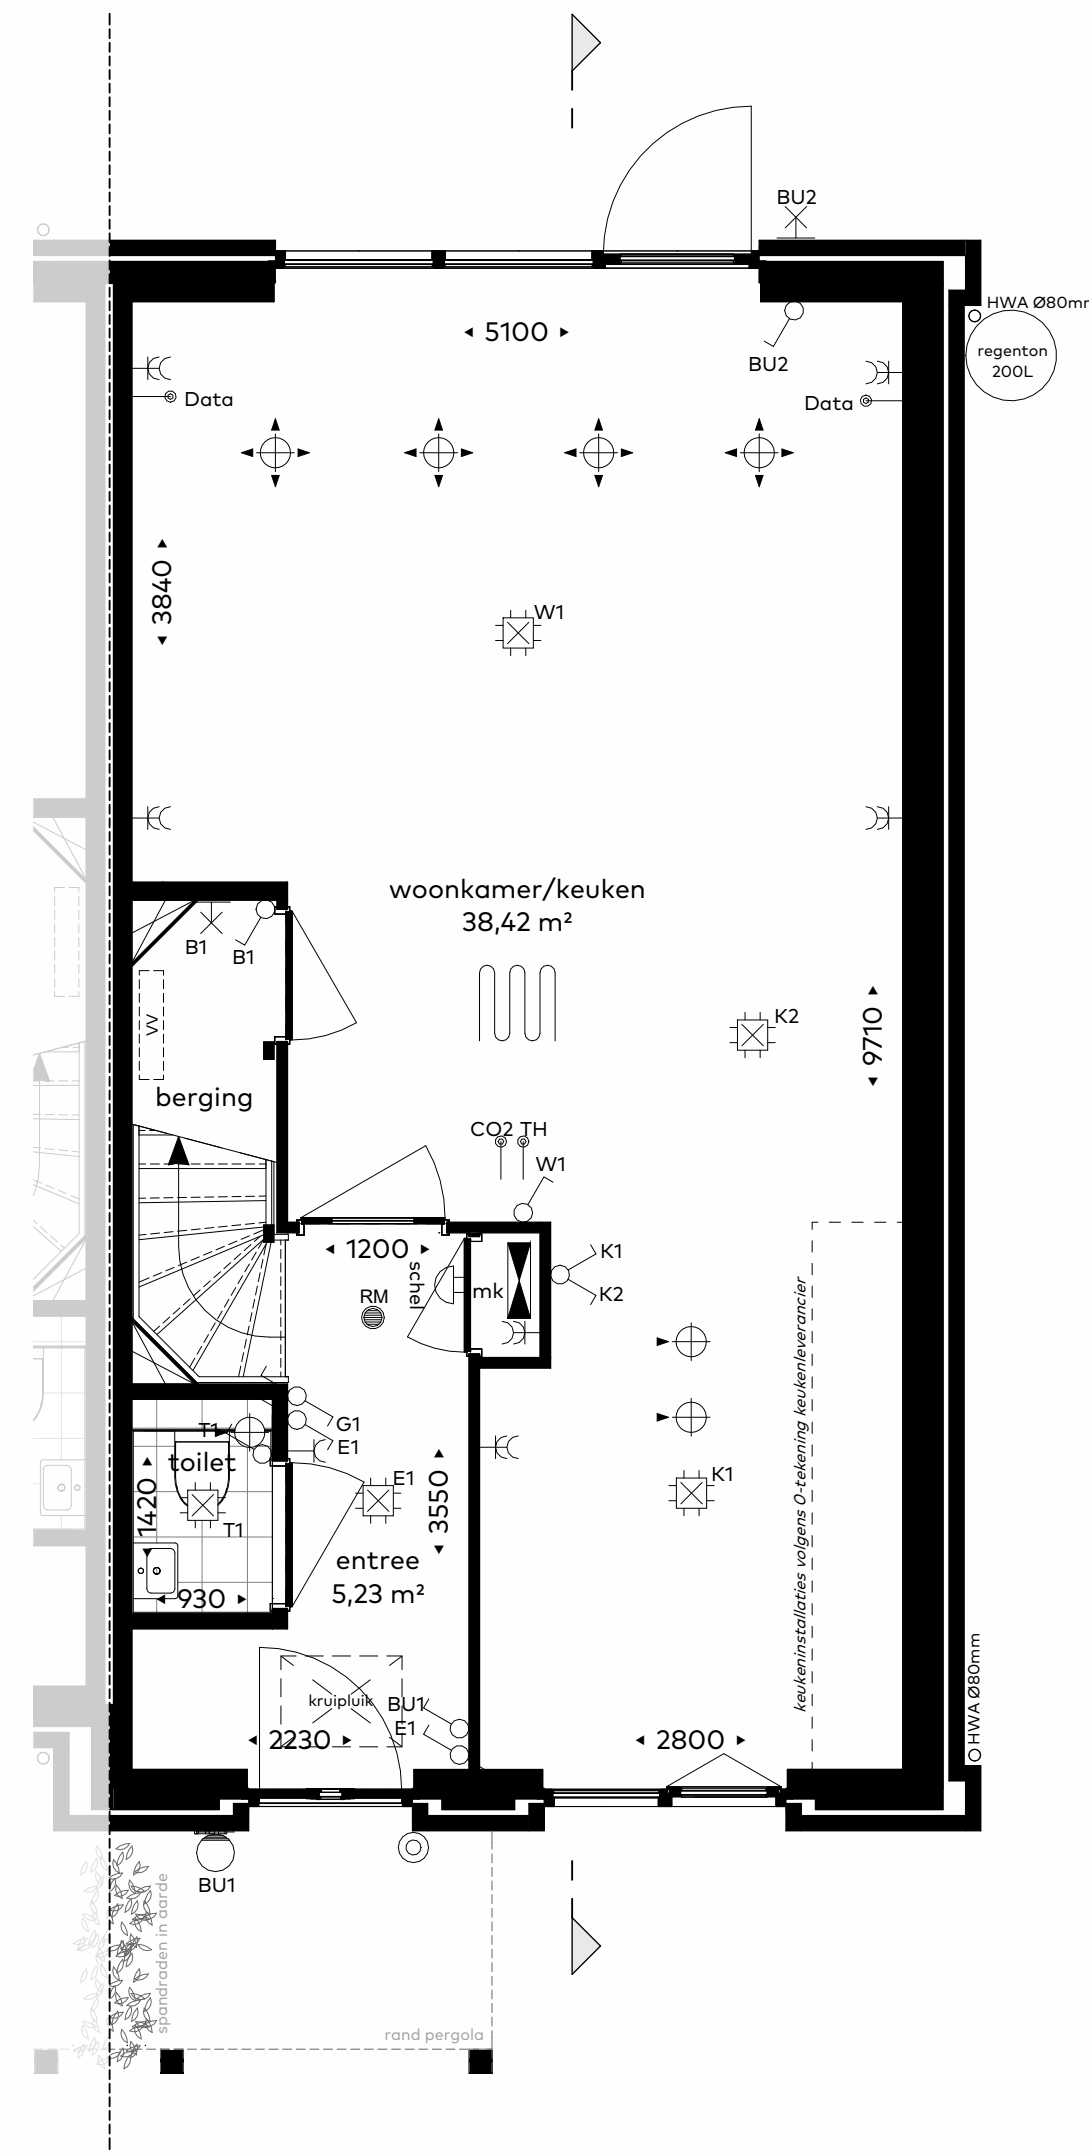 BU2
HWA Ø80mm
regenton
200L
5100
BU2
Data
Data
3840
W1
woonkamer/keuken
38,42 m²
B1
B1
VV
K2
9710
berging
CO2 TH
W1
1200
schel
mk
K1
K2
RM
keukeninstallaties volgens 0-tekening keukenleverancier
T1
G1
E1
toilet
E1
K1
1420
3550
T1
entree
5,23 m²
930
kruipluik
BU1
E1
HWA Ø80mm
2230
2800
BU1
spandraden in aarde
rand pergola